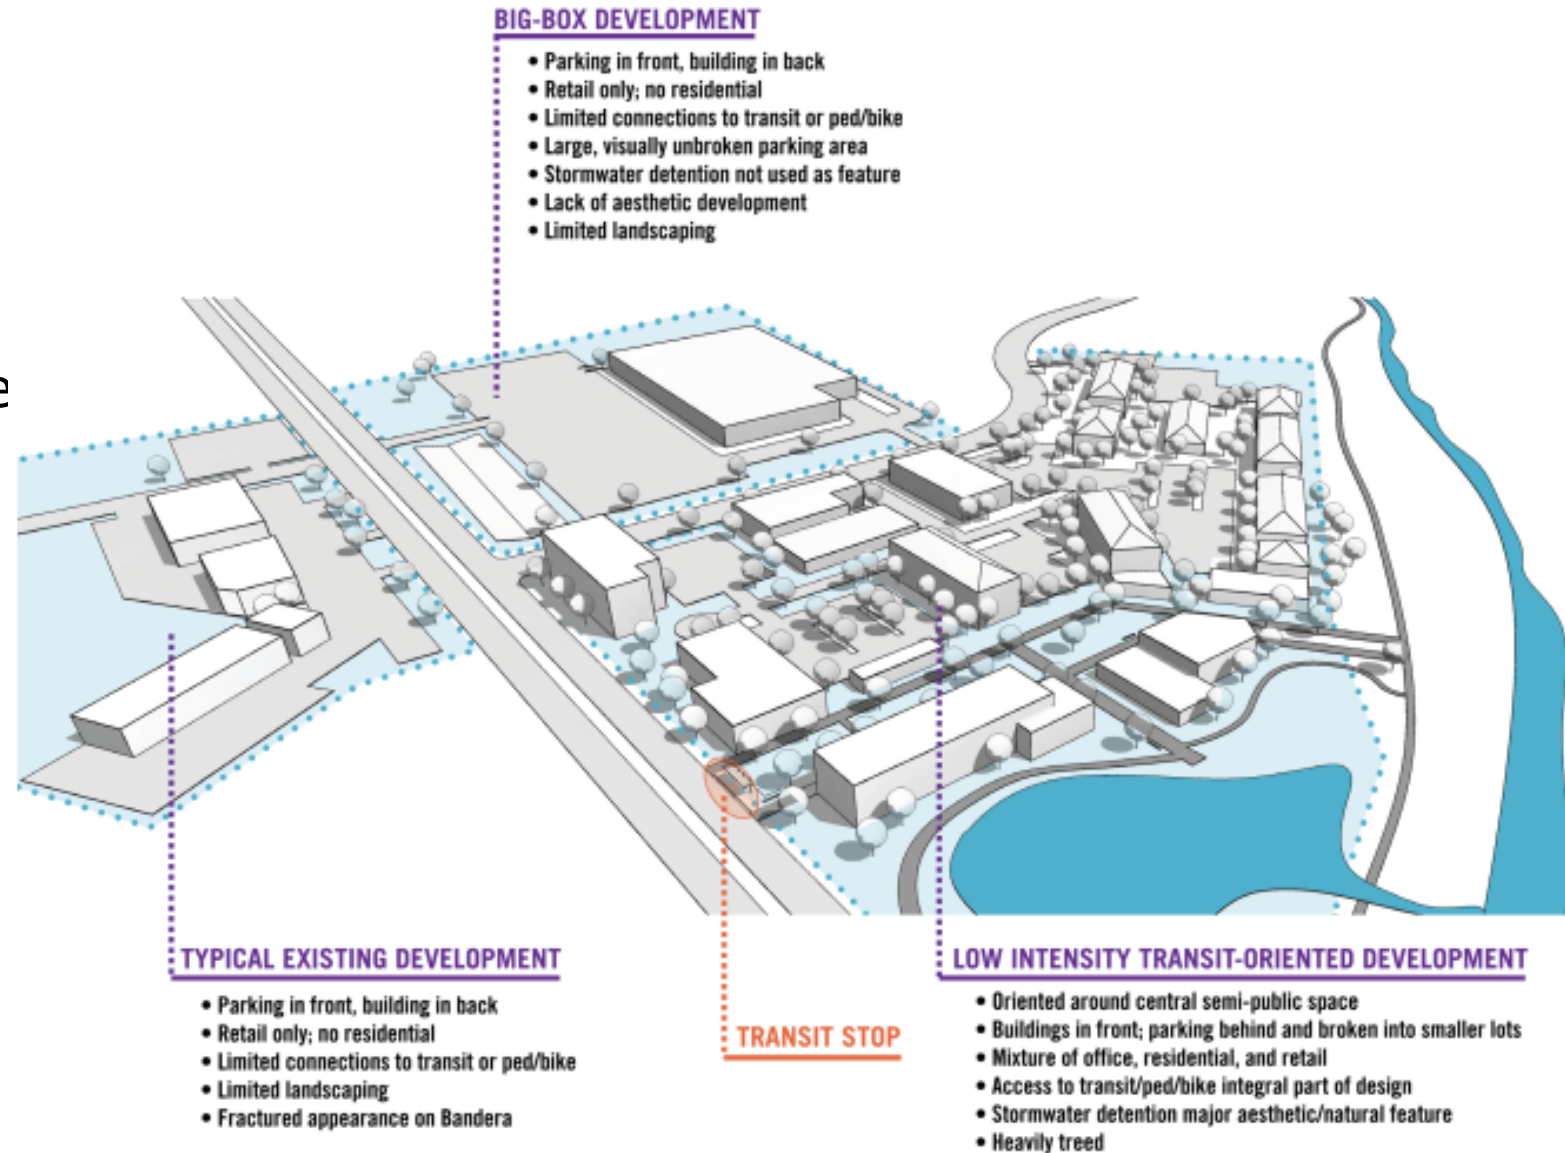 BIG-BOX DEVELOPMENT
• Parking in front, building in back
• Retail only; no residential
• Limited connections to transit or ped/bike
• Large, visually unbroken parking area
• Stormwater detention not used as feature
• Lack of aesthetic development
• Limited landscaping
e
TYPICAL EXISTING DEVELOPMENT
• Parking in front, building in back
• Retail only; no residential
• Limited connections to transit or ped/bike
• Limited landscaping
• Fractured appearance on Bandera
TRANSIT STOP
LOW INTENSITY TRANSIT-ORIENTED DEVELOPMENT
• Oriented around central semi-public space
• Buildings in front; parking behind and broken into smaller lots
• Mixture of office, residential, and retail
• Access to transit/ped/bike integral part of design
• Stormwater detention major aesthetic/natural feature
• Heavily treed